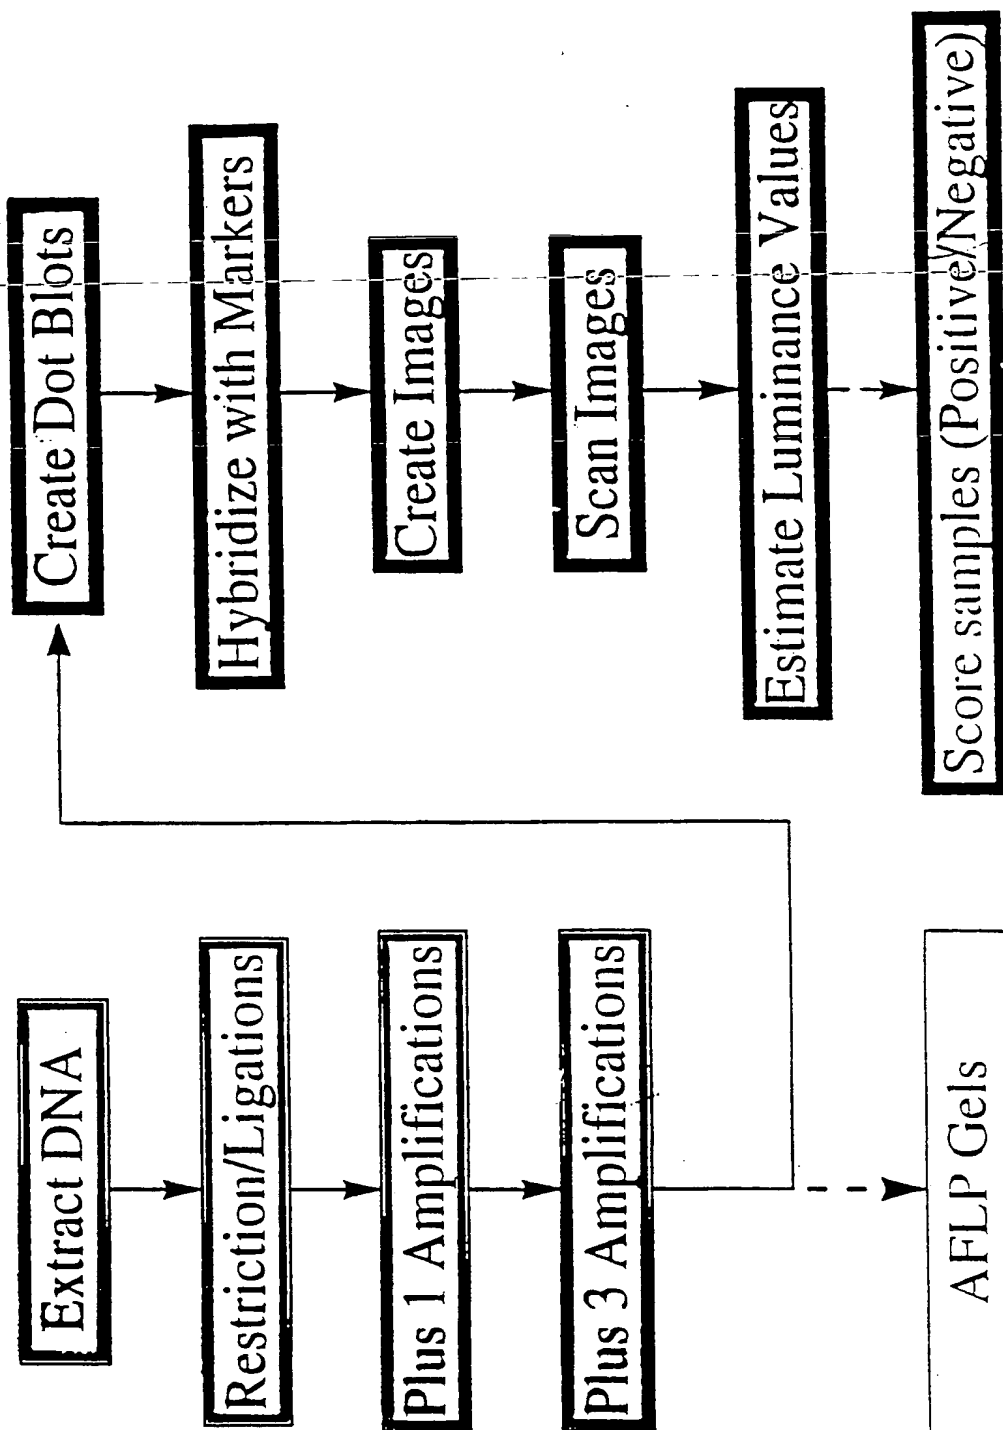 Extract DNA
Restriction/Ligations
Plus 1 Amplifications
Plus 3 Amplifications
AFLP Gels
Create Dot Blots
Hybridize with Markers
Create Images
Scan Images
Estimate Luminance Values
Score samples (Positive/Negative)